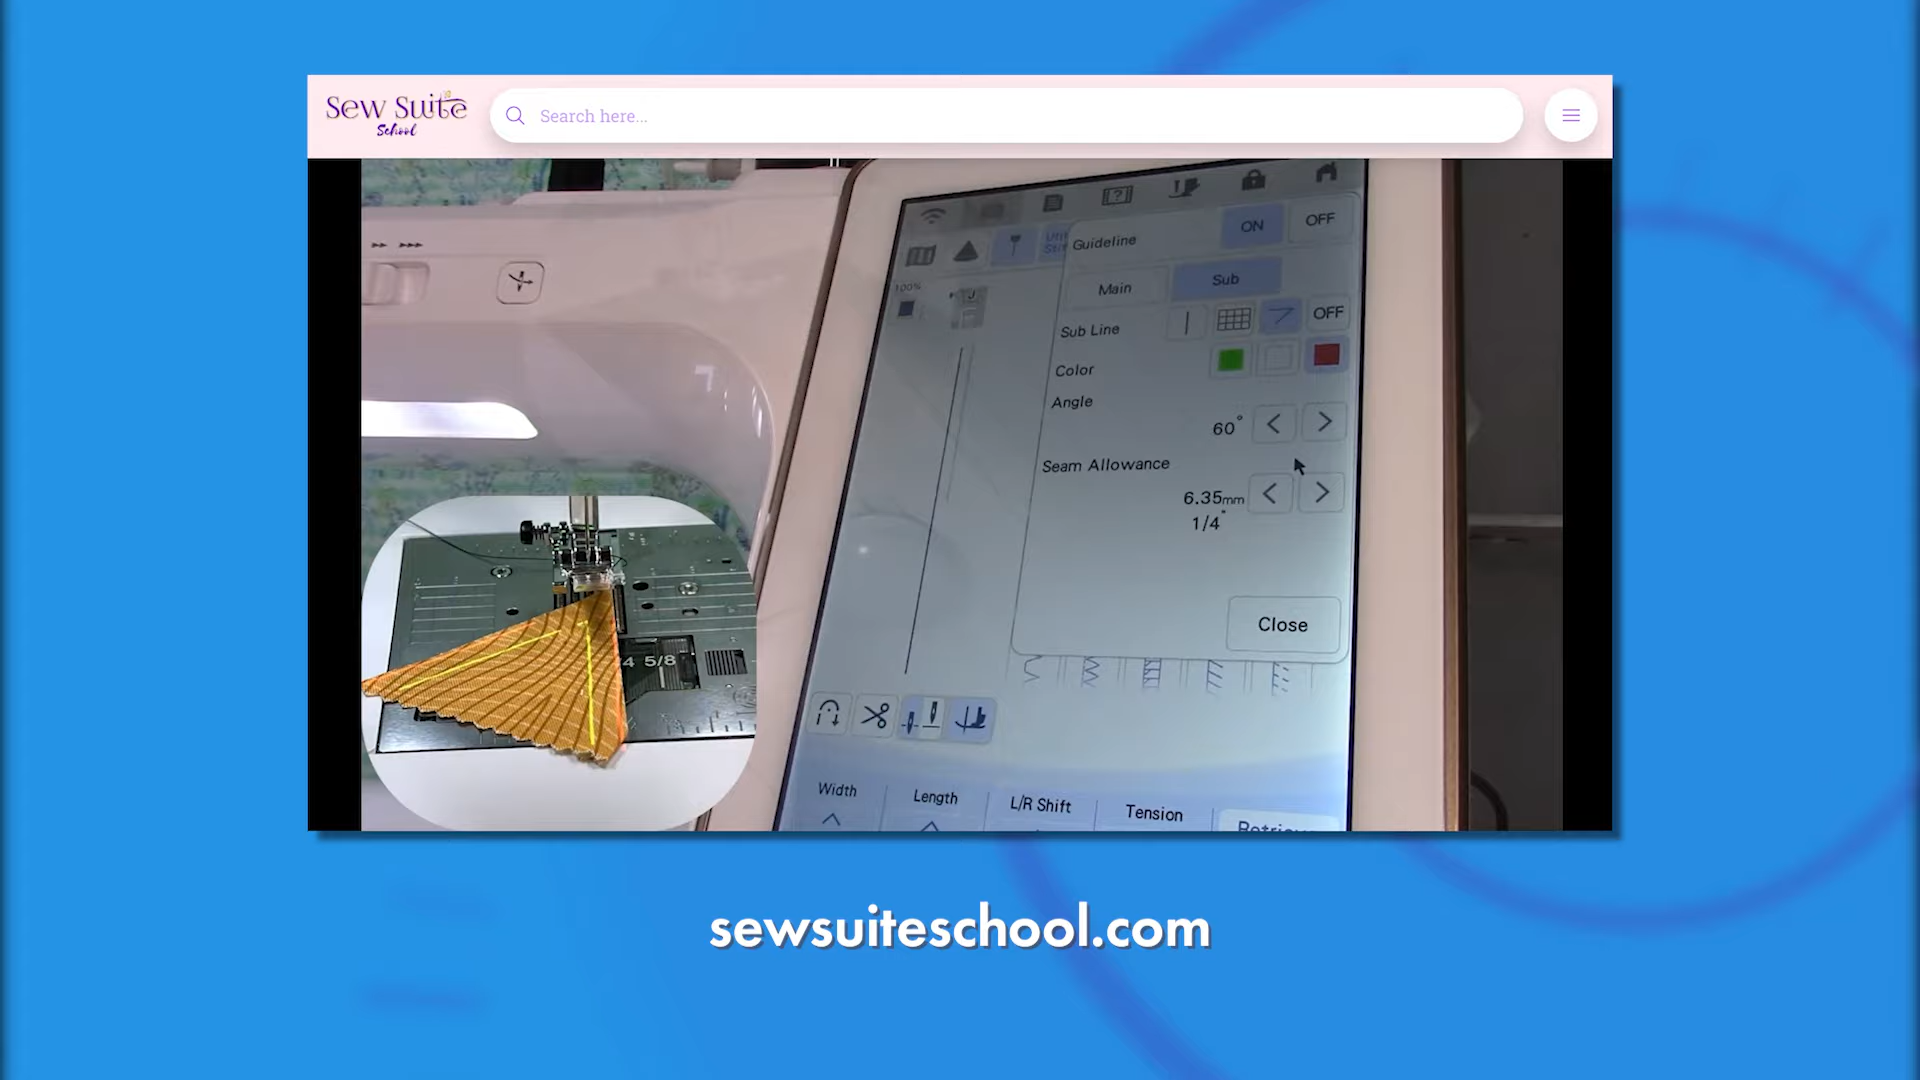 Sew Suite
School
Search here...
Guideline
ON
OFF
Main
Sub
100%
J
Sub Line
OFF
Color
Angle
60°
Seam Allowance
6.35mm
1/4"
Close
4 5/8
Width
Length
L/R Shift
Tension
sewsuiteschool.com